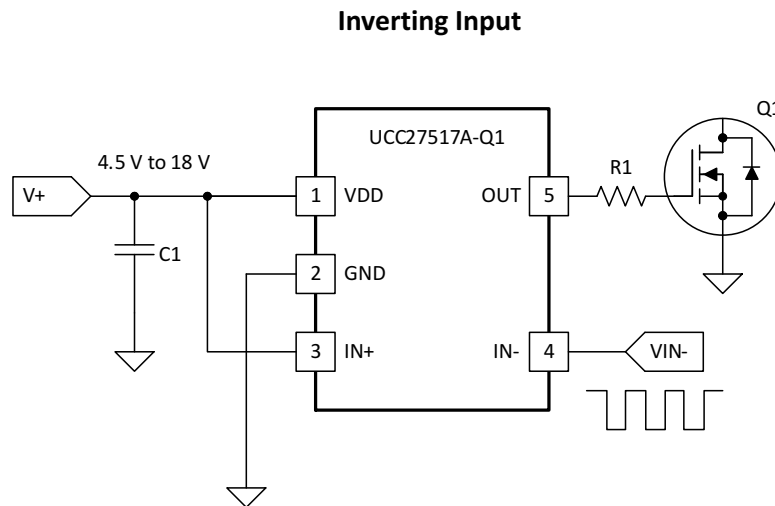 Inverting Input
Q1
UCC27517A-Q1
4.5 V to 18 V
R1
V+
1
VDD
OUT
5
C1
2
GND
3
IN+
IN-
4
VIN-